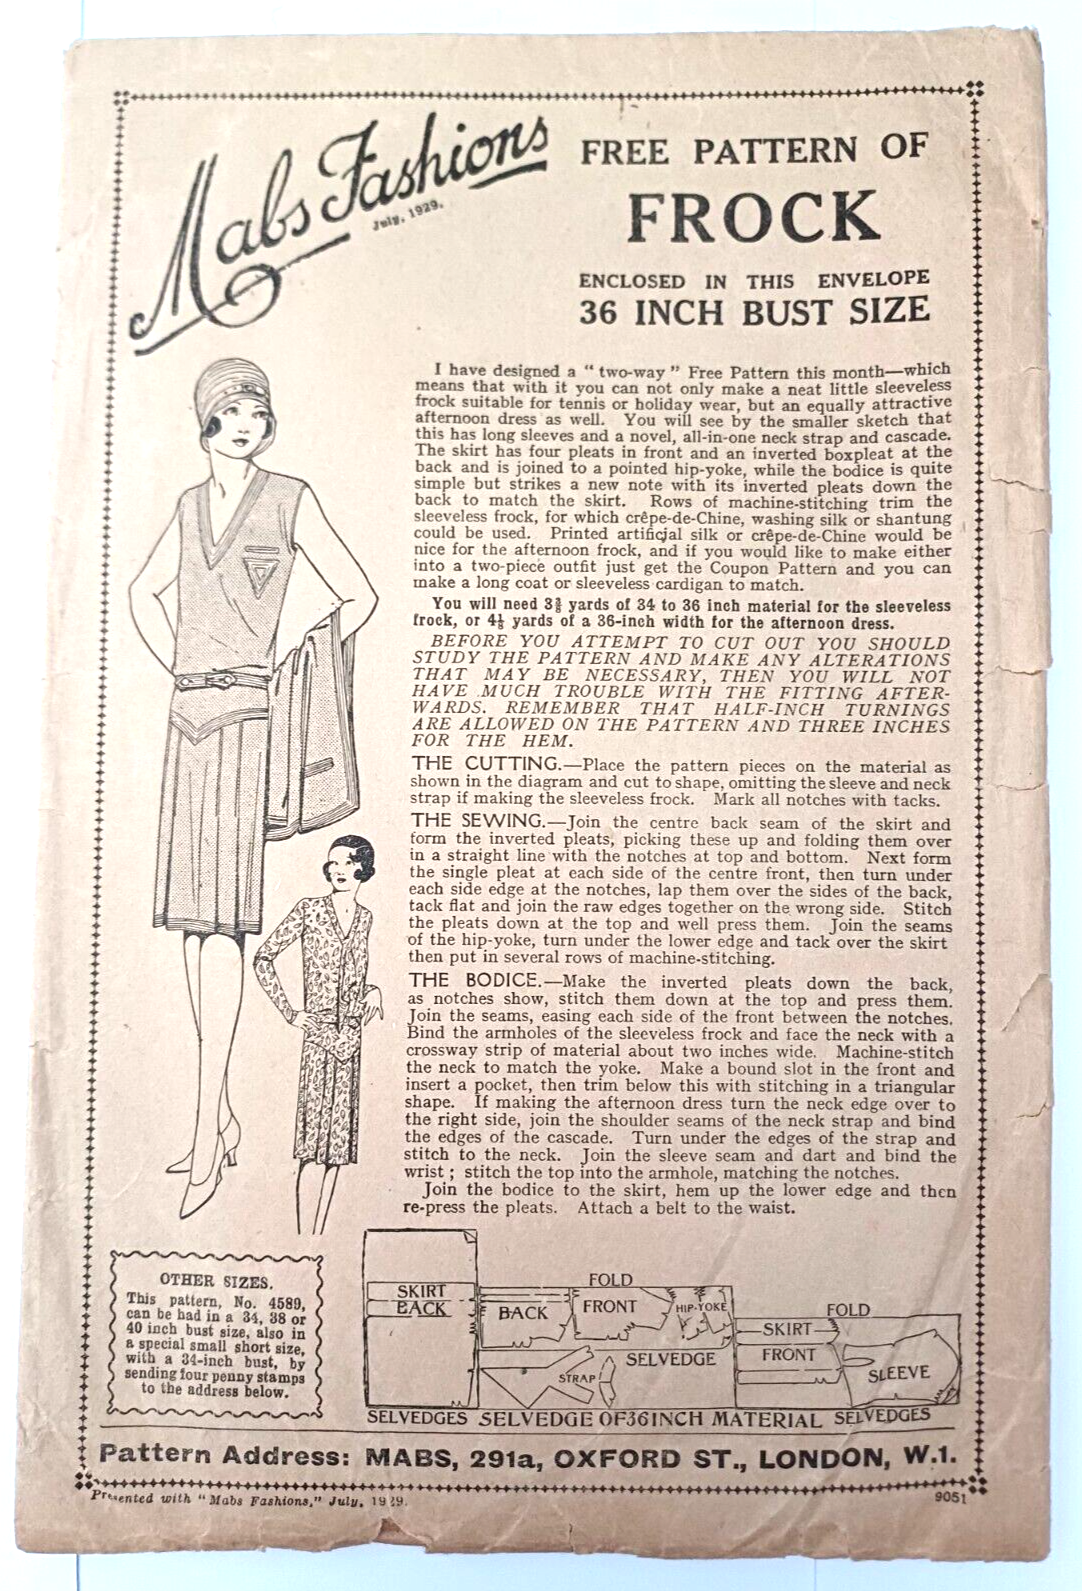 Mabs Fashions
July, 1929.
FREE PATTERN OF
FROCK
ENCLOSED IN THIS ENVELOPE
36 INCH BUST SIZE
I have designed a “ two-way ” Free Pattern this month—which
means that with it you can not only make a neat little sleeveless
frock suitable for tennis or holiday wear, but an equally attractive
afternoon dress as well. You will see by the smaller sketch that
this has long sleeves and a novel, all-in-one neck strap and cascade.
The skirt has four pleats in front and an inverted boxpleat at the
back and is joined to a pointed hip-yoke, while the bodice is quite
simple but strikes a new note with its inverted pleats down the
back to match the skirt. Rows of machine-stitching trim the
sleeveless frock, for which crêpe-de-Chine, washing silk or shantung
could be used. Printed artificial silk or crêpe-de-Chine would be
nice for the afternoon frock, and if you would like to make either
into a two-piece outfit just get the Coupon Pattern and you can
make a long coat or sleeveless cardigan to match.
You will need 3⅜ yards of 34 to 36 inch material for the sleeveless
frock, or 4⅛ yards of a 36-inch width for the afternoon dress.
BEFORE YOU ATTEMPT TO CUT OUT YOU SHOULD
STUDY THE PATTERN AND MAKE ANY ALTERATIONS
THAT MAY BE NECESSARY, THEN YOU WILL NOT
HAVE MUCH TROUBLE WITH THE FITTING AFTER-
WARDS. REMEMBER THAT HALF-INCH TURNINGS
ARE ALLOWED ON THE PATTERN AND THREE INCHES
FOR THE HEM.
THE CUTTING.—Place the pattern pieces on the material as
shown in the diagram and cut to shape, omitting the sleeve and neck
strap if making the sleeveless frock. Mark all notches with tacks.
THE SEWING.—Join the centre back seam of the skirt and
form the inverted pleats, picking these up and folding them over
in a straight line with the notches at top and bottom. Next form
the single pleat at each side of the centre front, then turn under
each side edge at the notches, lap them over the sides of the back,
tack flat and join the raw edges together on the wrong side. Stitch
the pleats down at the top and well press them. Join the seams
of the hip-yoke, turn under the lower edge and tack over the skirt
then put in several rows of machine-stitching.
THE BODICE.—Make the inverted pleats down the back,
as notches show, stitch them down at the top and press them.
Join the seams, easing each side of the front between the notches.
Bind the armholes of the sleeveless frock and face the neck with a
crossway strip of material about two inches wide. Machine-stitch
the neck to match the yoke. Make a bound slot in the front and
insert a pocket, then trim below this with stitching in a triangular
shape. If making the afternoon dress turn the neck edge over to
the right side, join the shoulder seams of the neck strap and bind
the edges of the cascade. Turn under the edges of the strap and
stitch to the neck. Join the sleeve seam and dart and bind the
wrist ; stitch the top into the armhole, matching the notches.
Join the bodice to the skirt, hem up the lower edge and then
re-press the pleats. Attach a belt to the waist.
OTHER SIZES.
This pattern, No. 4589,
can be had in a 34, 38 or
40 inch bust size, also in
a special small short size,
with a 34-inch bust, by
sending four penny stamps
to the address below.
SKIRT
BACK
FOLD
BACK
FRONT
HIP-YOKE
SELVEDGE
STRAP
FOLD
SKIRT
FRONT
SLEEVE
SELVEDGES SELVEDGE OF 36 INCH MATERIAL SELVEDGES
Pattern Address: MABS, 291a, OXFORD ST., LONDON, W.1.
Presented with “Mabs Fashions,” July, 1929.
9051